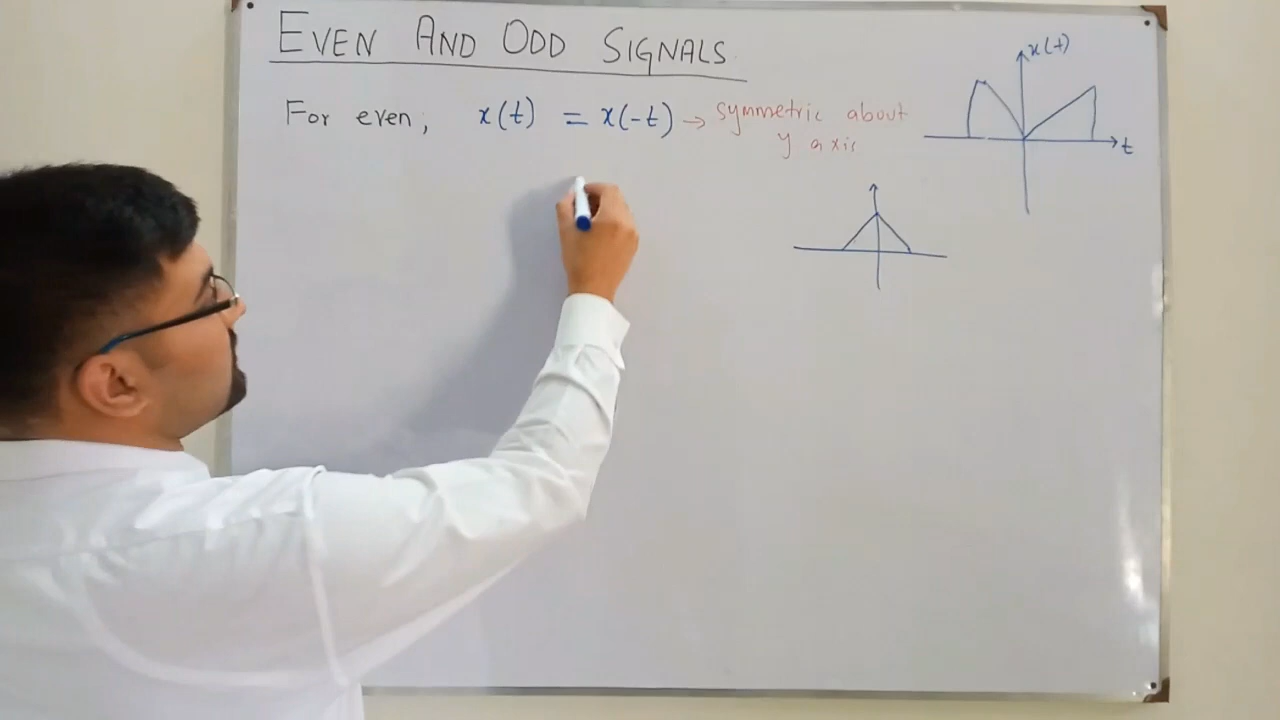 EVEN AND ODD SIGNALS
For even; x(t) = x(-t) → symmetric about
y axis
x(t)
t